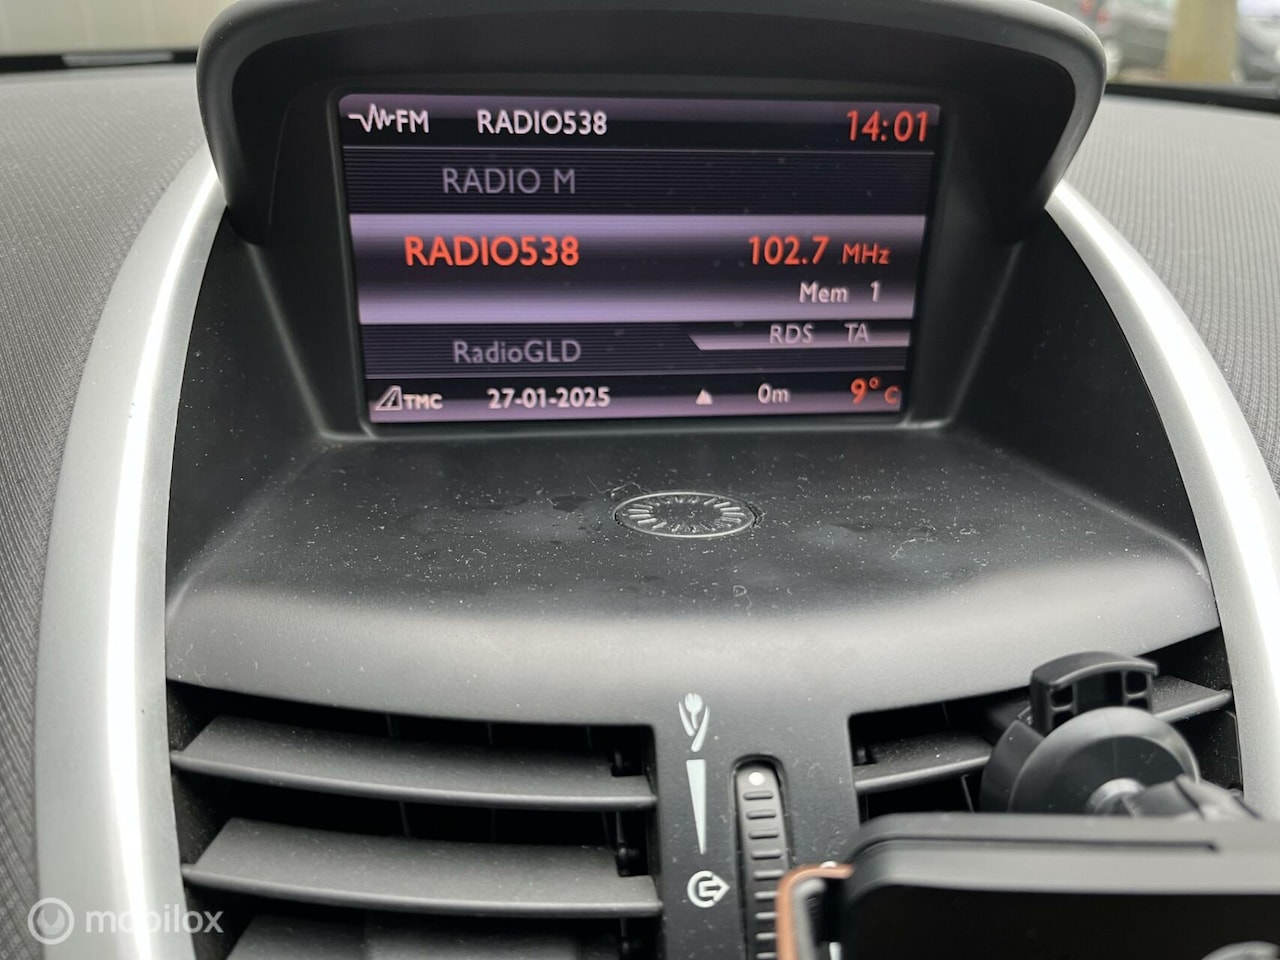 FM RADIO538 14:01
RADIO M
RADIO538 102.7 MHz
Mem 1
RDS TA
RadioGLD
TMC 27-01-2025 0m 9°C
mobilox